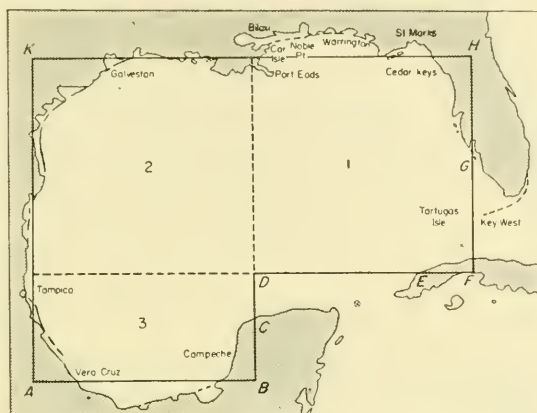 Biloxi
St Marks
K
Cat Isle
Noble Pt
Warrington
H
Galveston
Port Eads
Cedar keys
2
1
G
Tortugas Isle
Key West
D
E
F
Tampico
3
C
Campeche
Vera Cruz
A
B